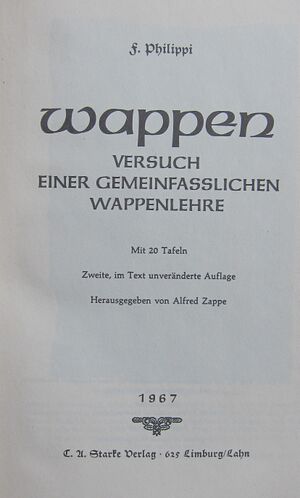 F. Philippi
Wappen
VERSUCH
EINER GEMEINFASSLICHEN
WAPPENLEHRE
Mit 20 Tafeln
Zweite, im Text unveränderte Auflage
Herausgegeben von Alfred Zappe
1967
C. A. Starke Verlag · 625 Limburg/Lahn